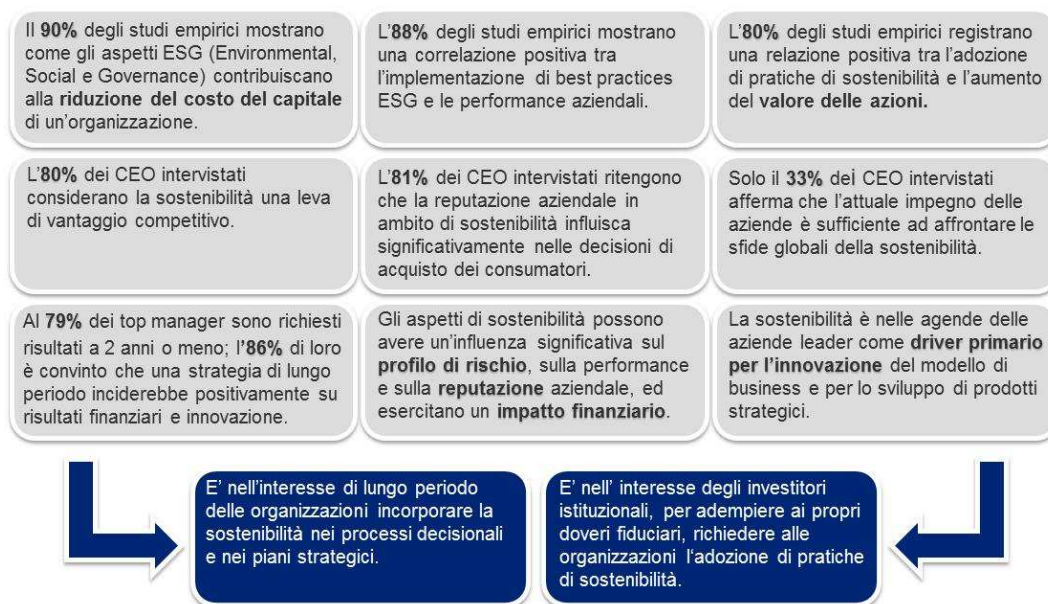 Il 90% degli studi empirici mostrano
come gli aspetti ESG (Environmental,
Social e Governance) contribuiscano
alla riduzione del costo del capitale
di un'organizzazione.
L'88% degli studi empirici mostrano
una correlazione positiva tra
l'implementazione di best practices
ESG e le performance aziendali.
L'80% degli studi empirici registrano
una relazione positiva tra l'adozione
di pratiche di sostenibilità e l'aumento
del valore delle azioni.
L'80% dei CEO intervistati
considerano la sostenibilità una leva
di vantaggio competitivo.
L'81% dei CEO intervistati ritengono
che la reputazione aziendale in
ambito di sostenibilità influisca
significativamente nelle decisioni di
acquisto dei consumatori.
Solo il 33% dei CEO intervistati
afferma che l'attuale impegno delle
aziende è sufficiente ad affrontare le
sfide globali della sostenibilità.
Al 79% dei top manager sono richiesti
risultati a 2 anni o meno; l'86% di loro
è convinto che una strategia di lungo
periodo inciderebbe positivamente su
risultati finanziari e innovazione.
Gli aspetti di sostenibilità possono
avere un'influenza significativa sul
profilo di rischio, sulla performance
e sulla reputazione aziendale, ed
esercitano un impatto finanziario.
La sostenibilità è nelle agende delle
aziende leader come driver primario
per l'innovazione del modello di
business e per lo sviluppo di prodotti
strategici.
E' nell'interesse di lungo periodo
delle organizzazioni incorporare la
sostenibilità nei processi decisionali
e nei piani strategici.
E' nell' interesse degli investitori
istituzionali, per adempiere ai propri
doveri fiduciari, richiedere alle
organizzazioni l'adozione di pratiche
di sostenibilità.